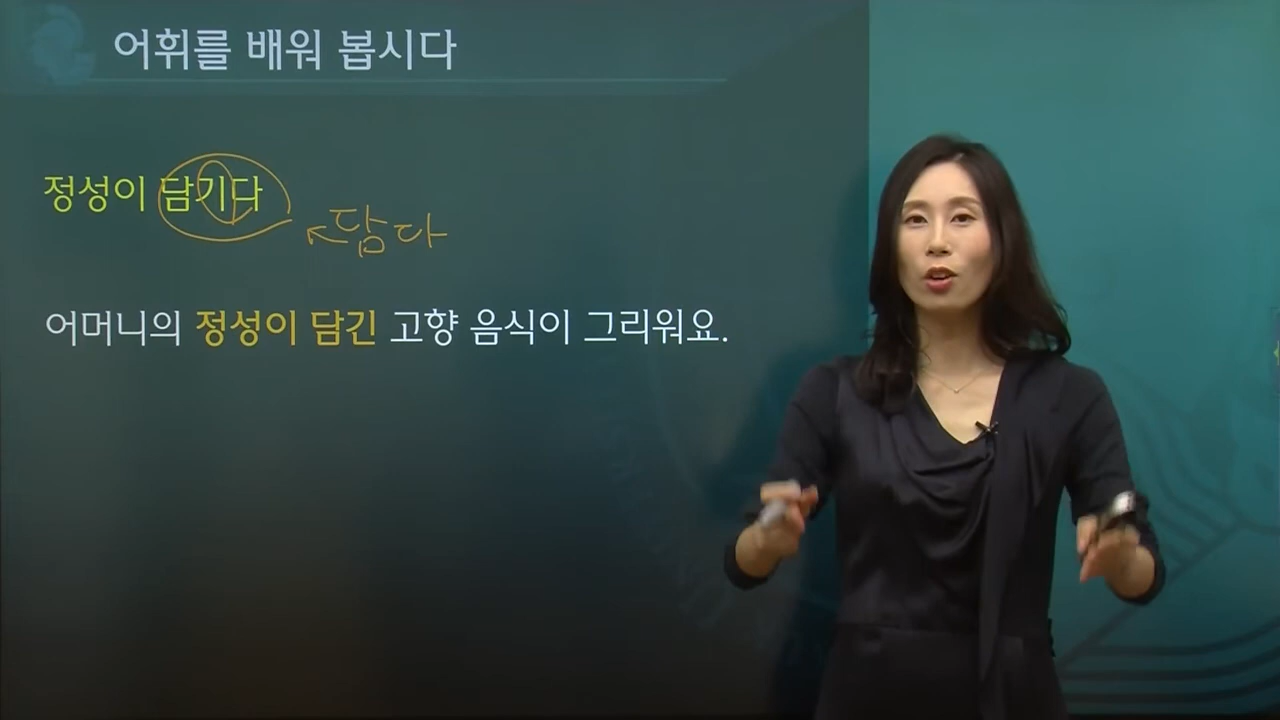 어휘를 배워 봅시다
정성이 담기다
담다
어머니의 정성이 담긴 고향 음식이 그리워요.